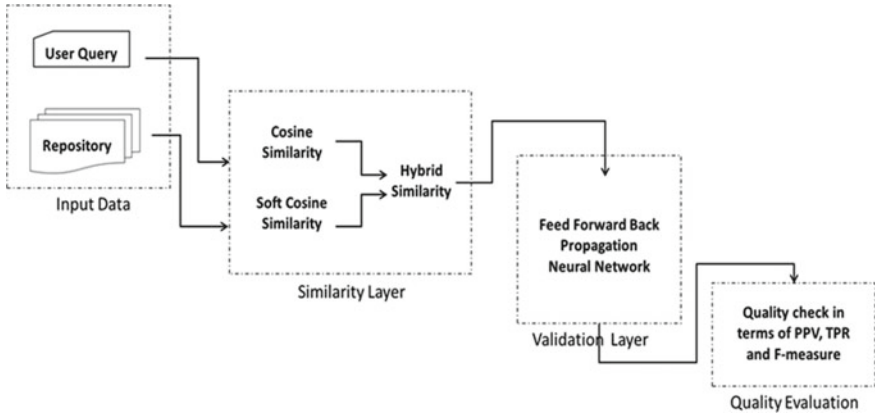 User Query
Repository
Input Data
Cosine
Similarity
Soft Cosine
Similarity
Hybrid
Similarity
Similarity Layer
Feed Forward Back
Propagation
Neural Network
Validation Layer
Quality check in
terms of PPV, TPR
and F-measure
Quality Evaluation